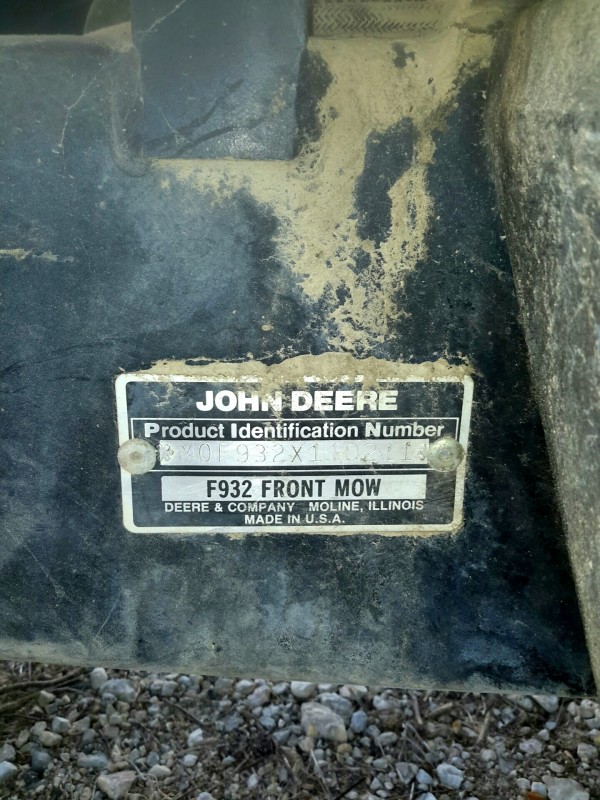 JOHN DEERE
Product Identification Number
F932 FRONT MOW
DEERE & COMPANY MOLINE, ILLINOIS
MADE IN U.S.A.